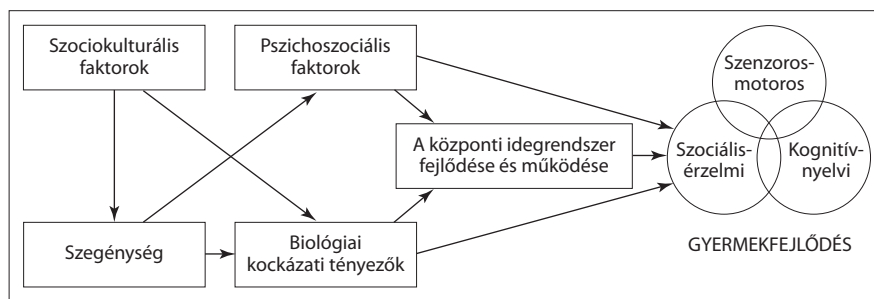 Szociokulturális
faktorok
Pszichoszociális
faktorok
Szenzoros-
motoros
A központi idegrendszer
fejlődése és működése
Szociális-
érzelmi
Kognitív-
nyelvi
Szegénység
Biológiai
kockázati tényezők
GYERMEKFEJLŐDÉS